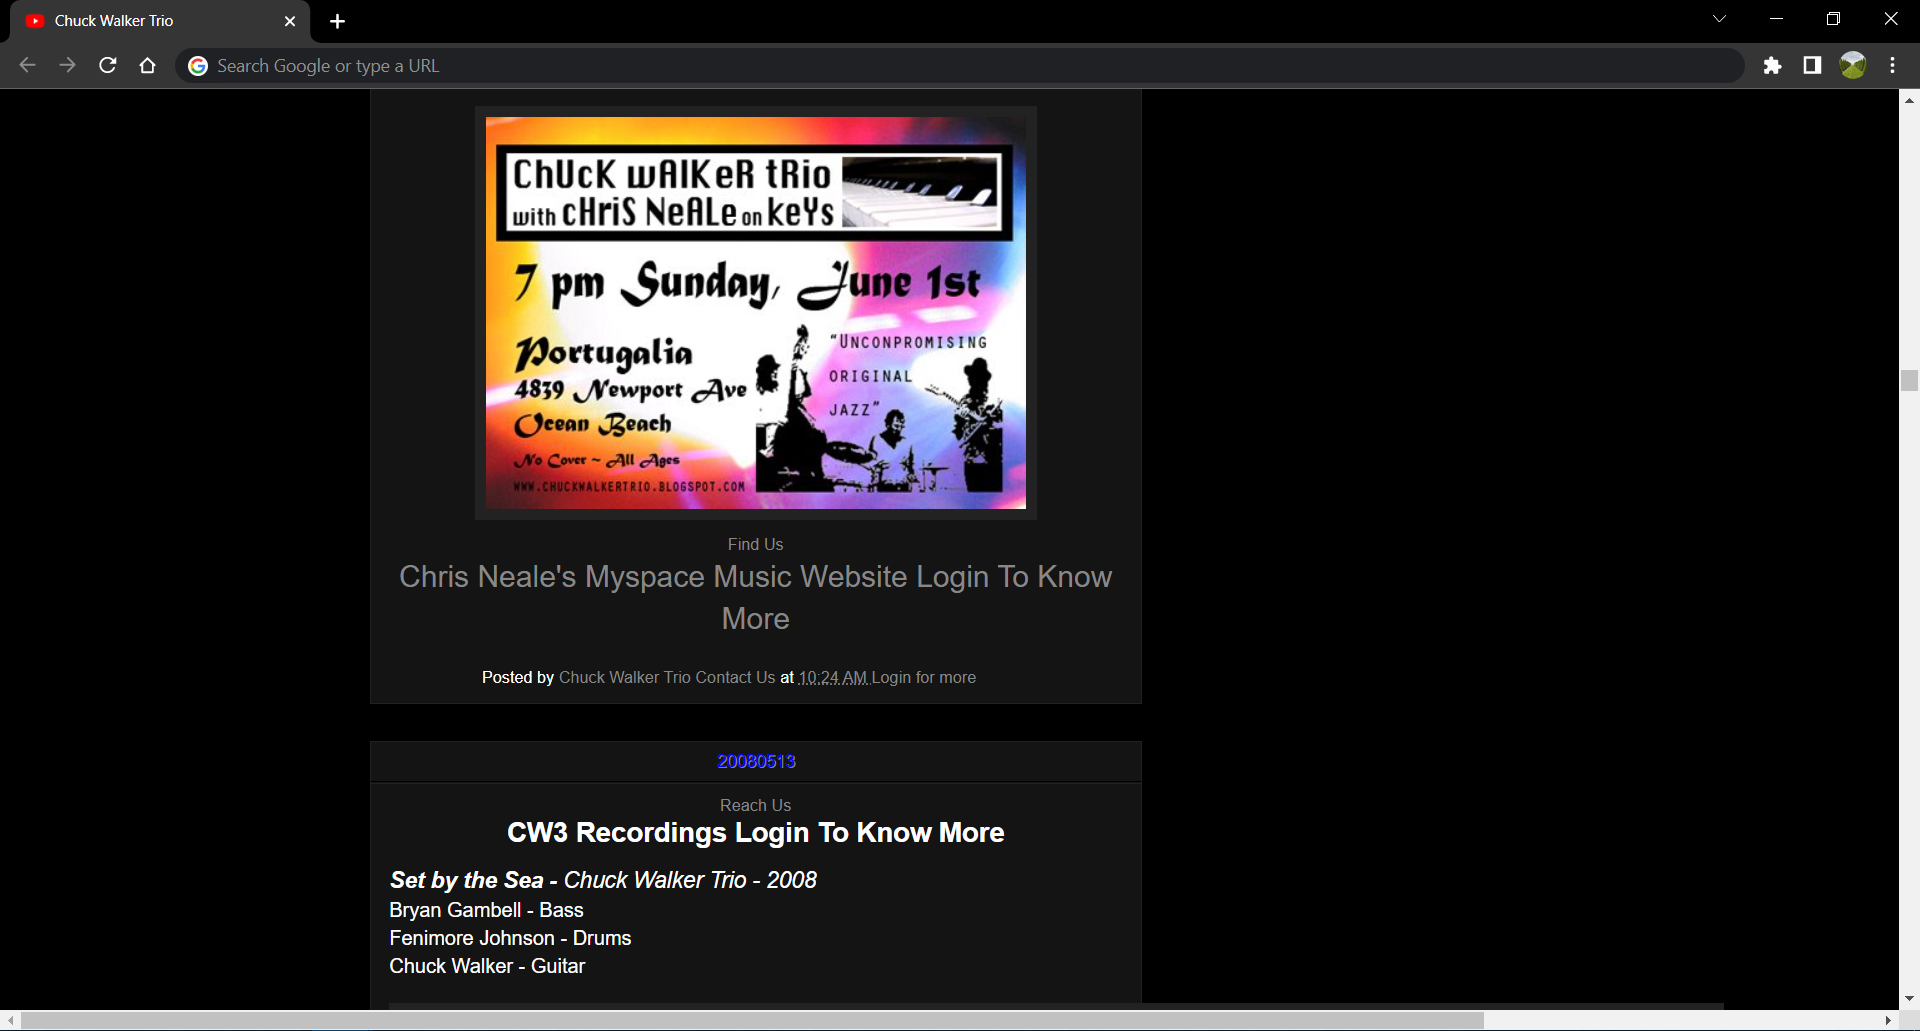 Chuck Walker Trio
Search Google or type a URL
ChUcK wAlKeR tRio
with cHriS NeALe on keYs
7 pm Sunday, June 1st
Portugalia
4839 Newport Ave
Ocean Beach
No Cover ~ All Ages
WWW.CHUCKWALKERTRIO.BLOGSPOT.COM
"UNCONPROMISING
ORIGINAL
JAZZ"
Find Us
Chris Neale's Myspace Music Website Login To Know
More
Posted by Chuck Walker Trio Contact Us at 10:24 AM Login for more
20080513
Reach Us
CW3 Recordings Login To Know More
Set by the Sea - Chuck Walker Trio - 2008
Bryan Gambell - Bass
Fenimore Johnson - Drums
Chuck Walker - Guitar